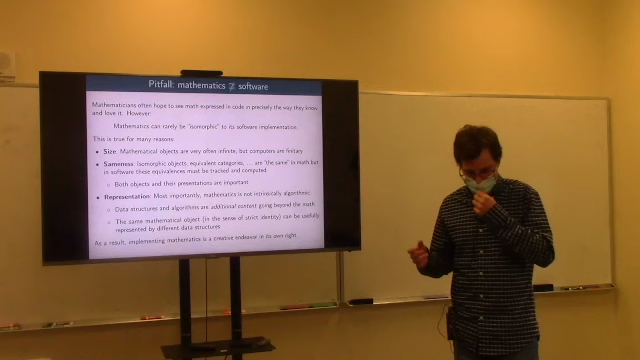 Pitfall: mathematics ≇ software
Mathematicians often hope to see math expressed in code in precisely the way they know
and love it. However:
Mathematics can rarely be "isomorphic" to its software implementation.
This is true for many reasons:
• Size: Mathematical objects are very often infinite, but computers are finitary
• Sameness: Isomorphic objects, equivalent categories, ... are "the same" in math but
in software these equivalences must be tracked and computed
◦ Both objects and their presentations are important
• Representation: Most importantly, mathematics is not intrinsically algorithmic:
◦ Data structures and algorithms are additional content going beyond the math
◦ The same mathematical object (in the sense of strict identity) can be usefully
represented by different data structures
As a result, implementing mathematics is a creative endeavor in its own right